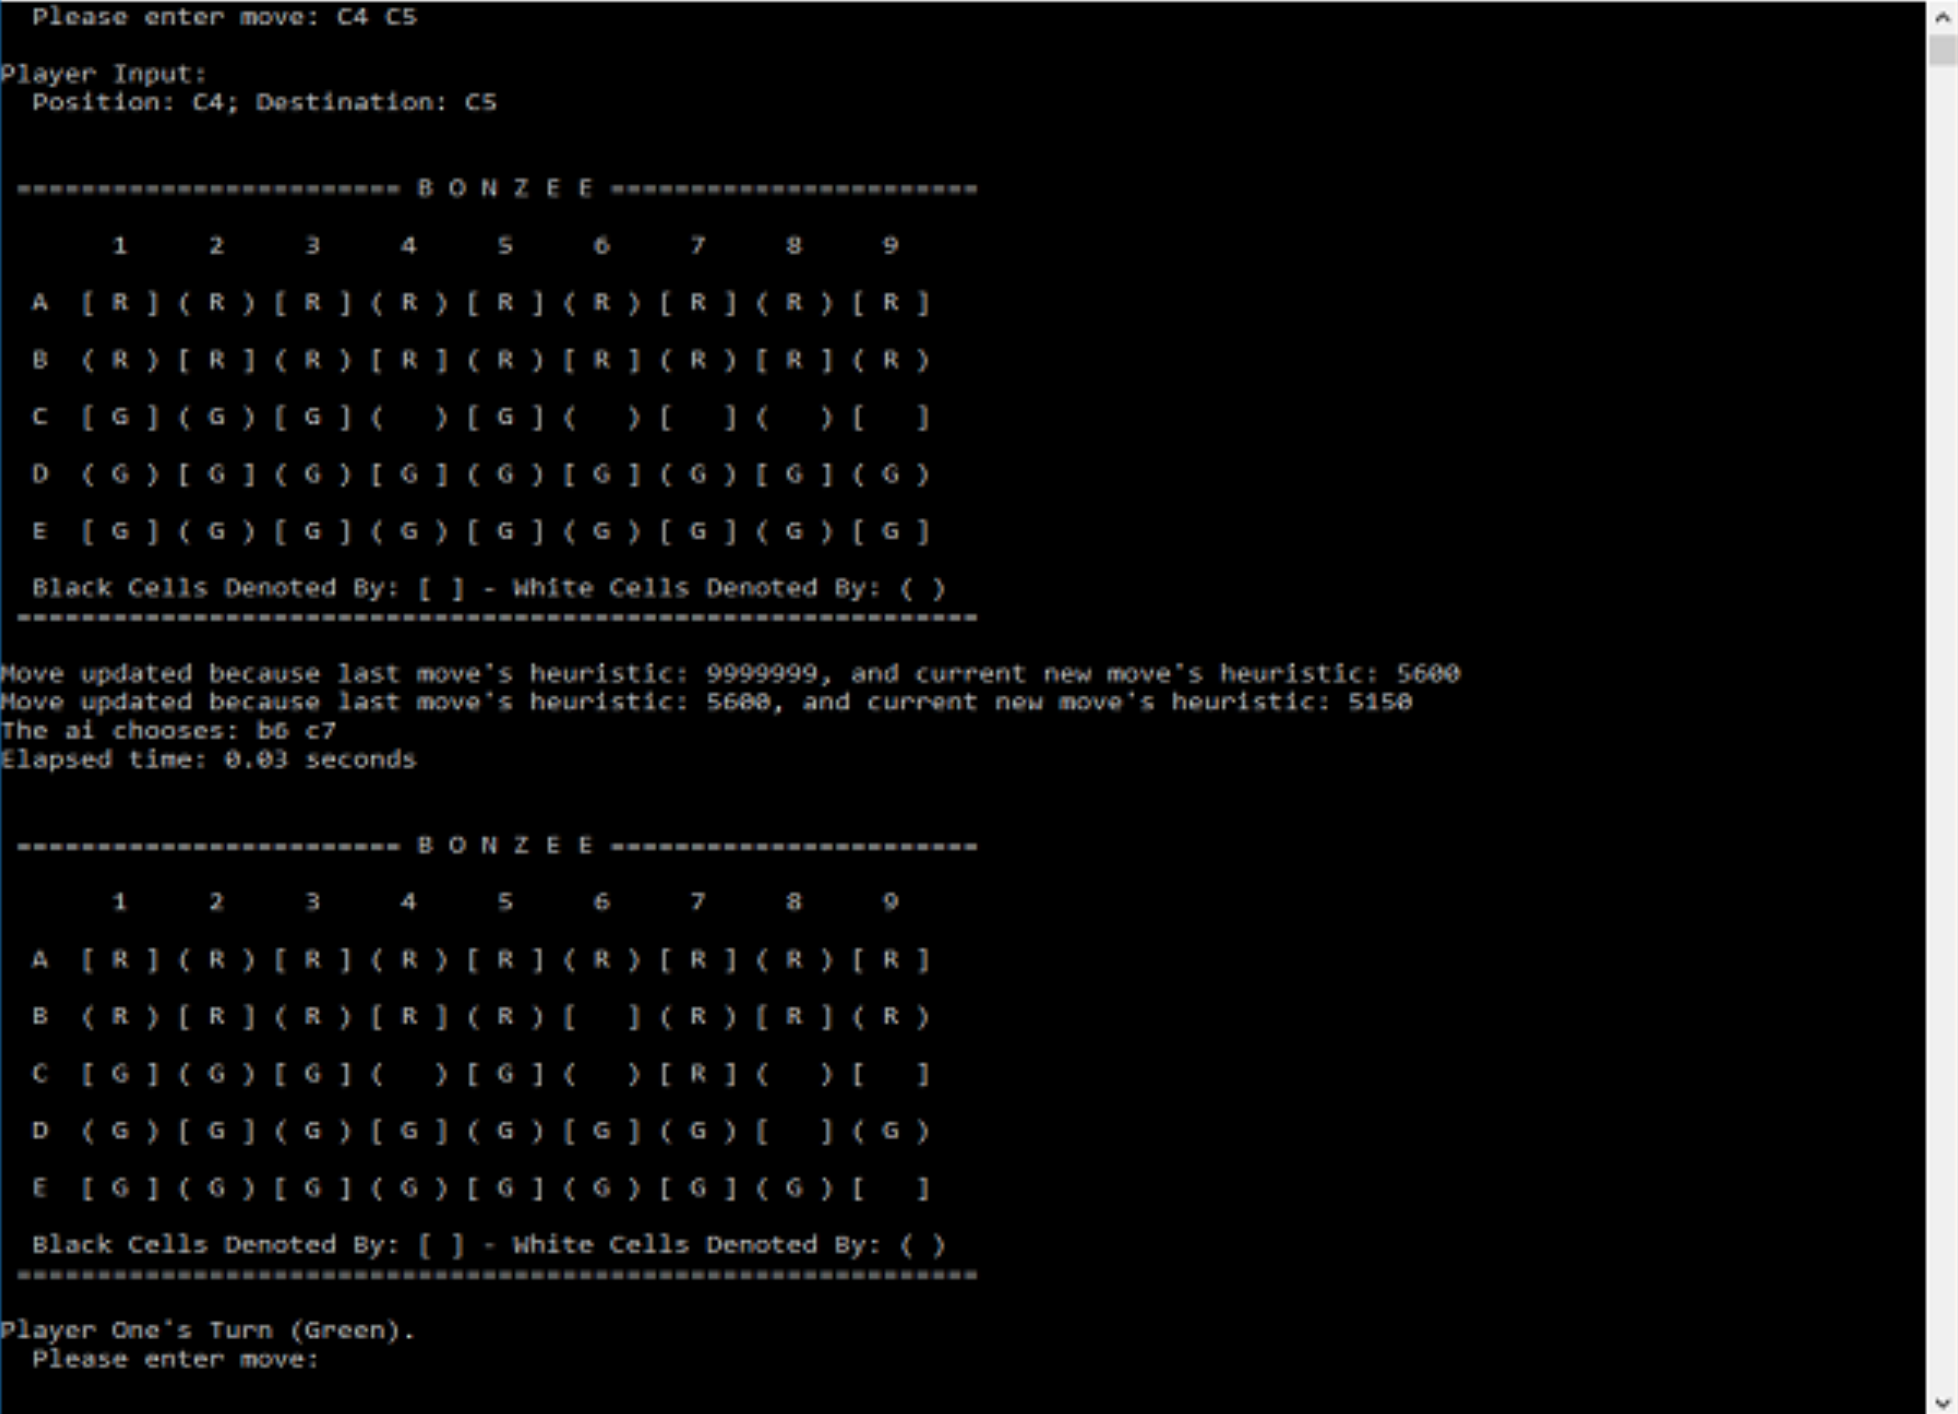 Please enter move: C4 C5
Player Input:
Position: C4; Destination: C5
======================== B O N Z E E =======================
1 2 3 4 5 6 7 8 9
A [ R ] ( R ) [ R ] ( R ) [ R ] ( R ) [ R ] ( R ) [ R ]
B ( R ) [ R ] ( R ) [ R ] ( R ) [ R ] ( R ) [ R ] ( R )
C [ G ] ( G ) [ G ] (   ) [ G ] (   ) [   ] (   ) [   ]
D ( G ) [ G ] ( G ) [ G ] ( G ) [ G ] ( G ) [ G ] ( G )
E [ G ] ( G ) [ G ] ( G ) [ G ] ( G ) [ G ] ( G ) [ G ]
Black Cells Denoted By: [ ] - White Cells Denoted By: ( )
============================================================
Move updated because last move's heuristic: 9999999, and current new move's heuristic: 5600
Move updated because last move's heuristic: 5600, and current new move's heuristic: 5150
The ai chooses: b6 c7
Elapsed time: 0.03 seconds
======================== B O N Z E E =======================
1 2 3 4 5 6 7 8 9
A [ R ] ( R ) [ R ] ( R ) [ R ] ( R ) [ R ] ( R ) [ R ]
B ( R ) [ R ] ( R ) [ R ] ( R ) [   ] ( R ) [ R ] ( R )
C [ G ] ( G ) [ G ] (   ) [ G ] (   ) [ R ] (   ) [   ]
D ( G ) [ G ] ( G ) [ G ] ( G ) [ G ] ( G ) [   ] ( G )
E [ G ] ( G ) [ G ] ( G ) [ G ] ( G ) [ G ] ( G ) [   ]
Black Cells Denoted By: [ ] - White Cells Denoted By: ( )
============================================================
Player One's Turn (Green).
Please enter move: